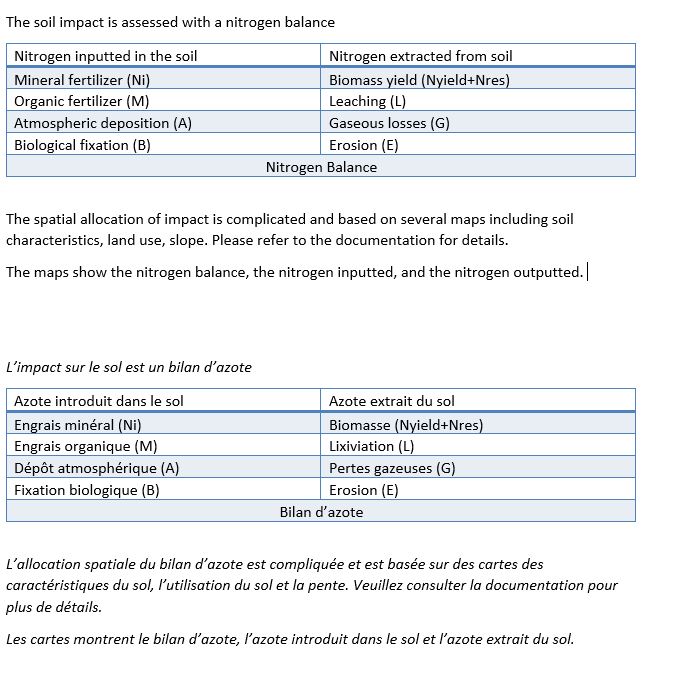 The soil impact is assessed with a nitrogen balance
Nitrogen inputted in the soil Nitrogen extracted from soil
Mineral fertilizer (Ni) Biomass yield (Nyield+Nres)
Organic fertilizer (M) Leaching (L)
Atmospheric deposition (A) Gaseous losses (G)
Biological fixation (B) Erosion (E)
Nitrogen Balance
The spatial allocation of impact is complicated and based on several maps including soil
characteristics, land use, slope. Please refer to the documentation for details.
The maps show the nitrogen balance, the nitrogen inputted, and the nitrogen outputted.
L’impact sur le sol est un bilan d’azote
Azote introduit dans le sol Azote extrait du sol
Engrais minéral (Ni) Biomasse (Nyield+Nres)
Engrais organique (M) Lixiviation (L)
Dépôt atmosphérique (A) Pertes gazeuses (G)
Fixation biologique (B) Erosion (E)
Bilan d’azote
L’allocation spatiale du bilan d’azote est compliquée et est basée sur des cartes des
caractéristiques du sol, l’utilisation du sol et la pente. Veuillez consulter la documentation pour
plus de détails.
Les cartes montrent le bilan d’azote, l’azote introduit dans le sol et l’azote extrait du sol.